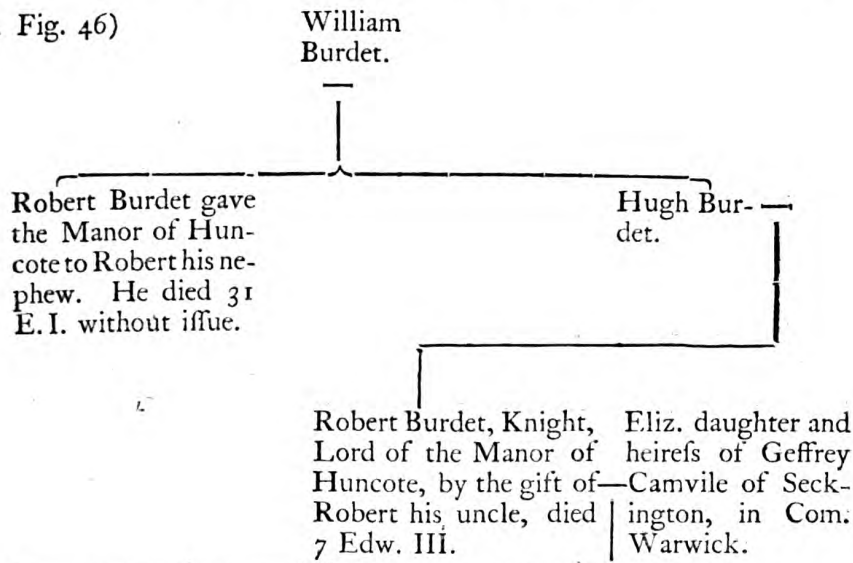 Fig. 46)
William
Burdet.
Robert Burdet gave
the Manor of Hun-
cote to Robert his ne-
phew. He died 31
E. I. without iſſue.
Hugh Bur-
det.
Robert Burdet, Knight,
Lord of the Manor of
Huncote, by the gift of
Robert his uncle, died
7 Edw. III.
Eliz. daughter and
heireſs of Geffrey
Camvile of Seck-
ington, in Com.
Warwick.